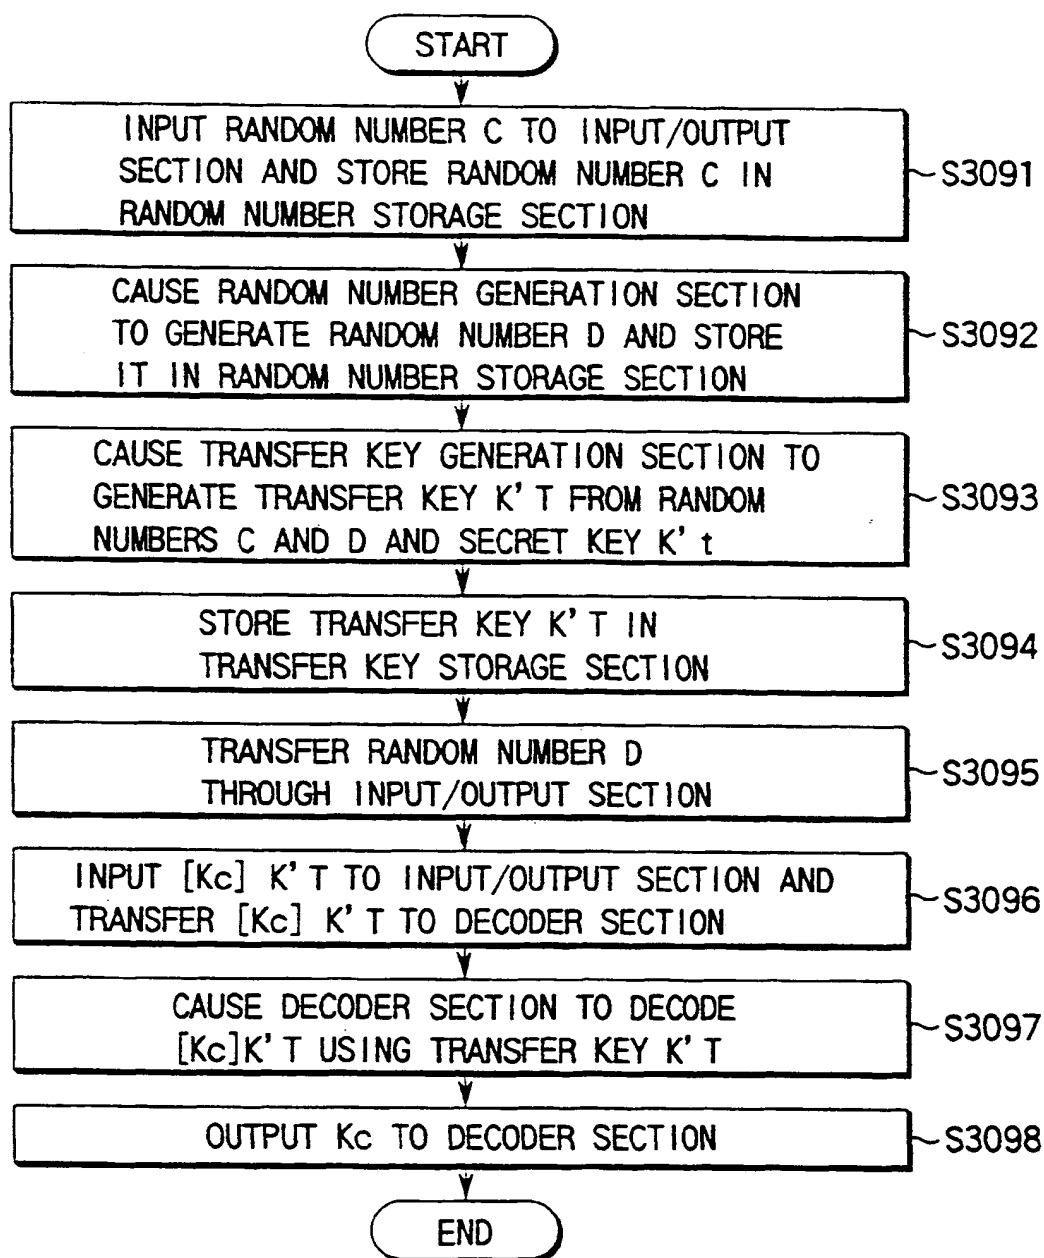 START
INPUT RANDOM NUMBER C TO INPUT/OUTPUT
SECTION AND STORE RANDOM NUMBER C IN
RANDOM NUMBER STORAGE SECTION
S3091
CAUSE RANDOM NUMBER GENERATION SECTION
TO GENERATE RANDOM NUMBER D AND STORE
IT IN RANDOM NUMBER STORAGE SECTION
S3092
CAUSE TRANSFER KEY GENERATION SECTION TO
GENERATE TRANSFER KEY K'T FROM RANDOM
NUMBERS C AND D AND SECRET KEY K't
S3093
STORE TRANSFER KEY K'T IN
TRANSFER KEY STORAGE SECTION
S3094
TRANSFER RANDOM NUMBER D
THROUGH INPUT/OUTPUT SECTION
S3095
INPUT [Kc] K'T TO INPUT/OUTPUT SECTION AND
TRANSFER [Kc] K'T TO DECODER SECTION
S3096
CAUSE DECODER SECTION TO DECODE
[Kc]K'T USING TRANSFER KEY K'T
S3097
OUTPUT Kc TO DECODER SECTION
S3098
END